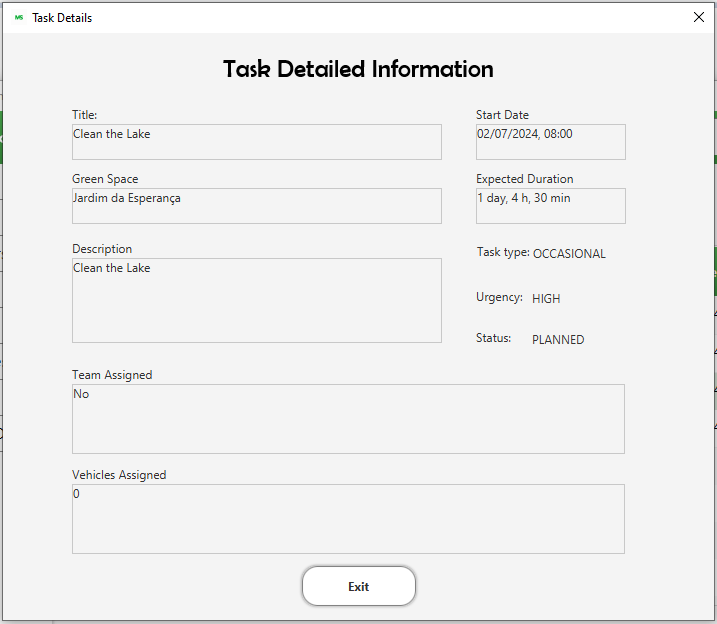 MS Task Details
Task Detailed Information
Title:
Clean the Lake
Start Date
02/07/2024, 08:00
Green Space
Jardim da Esperança
Expected Duration
1 day, 4 h, 30 min
Description
Clean the Lake
Task type: OCCASIONAL
Urgency: HIGH
Status: PLANNED
Team Assigned
No
Vehicles Assigned
0
Exit